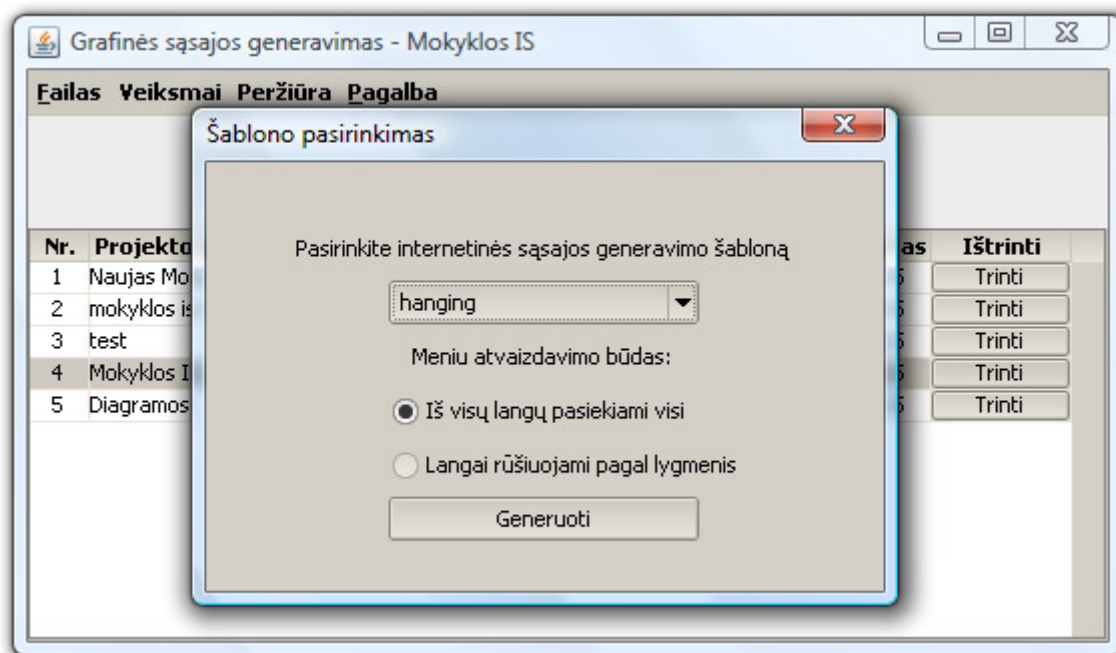 Grafinės sąsajos generavimas - Mokyklos IS
Failas Veiksmai Peržiūra Pagalba
Šablono pasirinkimas
Pasirinkite internetinės sąsajos generavimo šabloną
hanging
Meniu atvaizdavimo būdas:
Iš visų langų pasiekiami visi
Langai rūšiuojami pagal lygmenis
Generuoti
Nr. Projekto as Ištrinti
1 Naujas Mo Trinti
2 mokyklos is Trinti
3 test Trinti
4 Mokyklos I Trinti
5 Diagramos Trinti